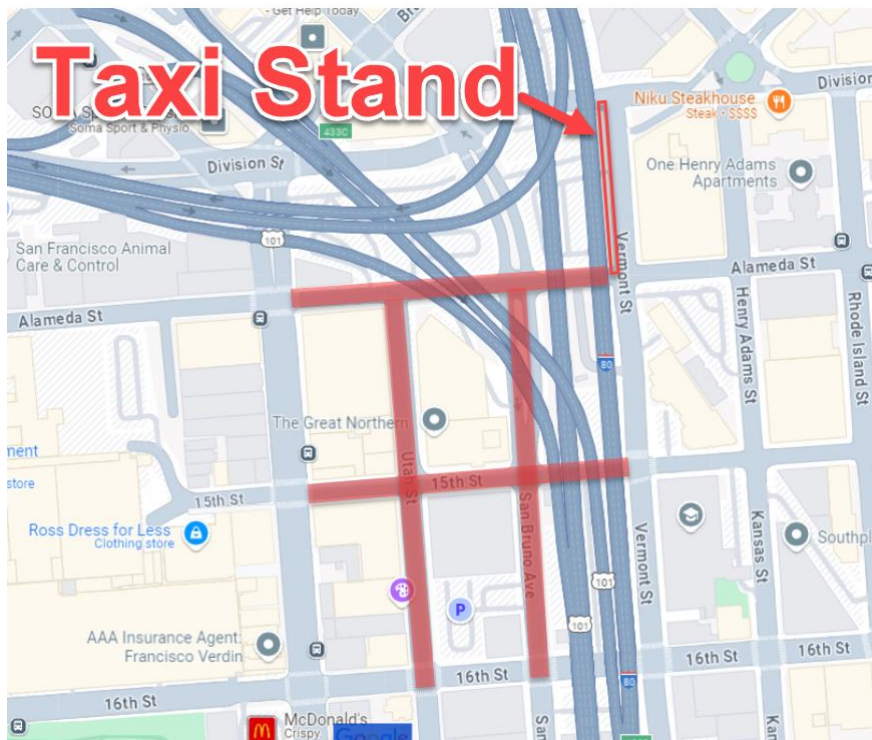 - Get Help Today
Taxi Stand
Soma Sport & Physio
433C
Division
Niku Steakhouse
Steak • $$$$
Division St
One Henry Adams
Apartments
101
San Francisco Animal
Care & Control
Vermont St
Alameda St
Alameda St
Henry Adams St
Rhode Island St
80
The Great Northern
ment
store
Utah St
15th St
15th St
San Bruno Ave
Ross Dress for Less
Clothing store
Vermont St
Kansas St
Southpl
101
P
101
AAA Insurance Agent:
Francisco Verdin
16th St
16th St
80
16th St
McDonald's
Crispy
Google
San
Kan